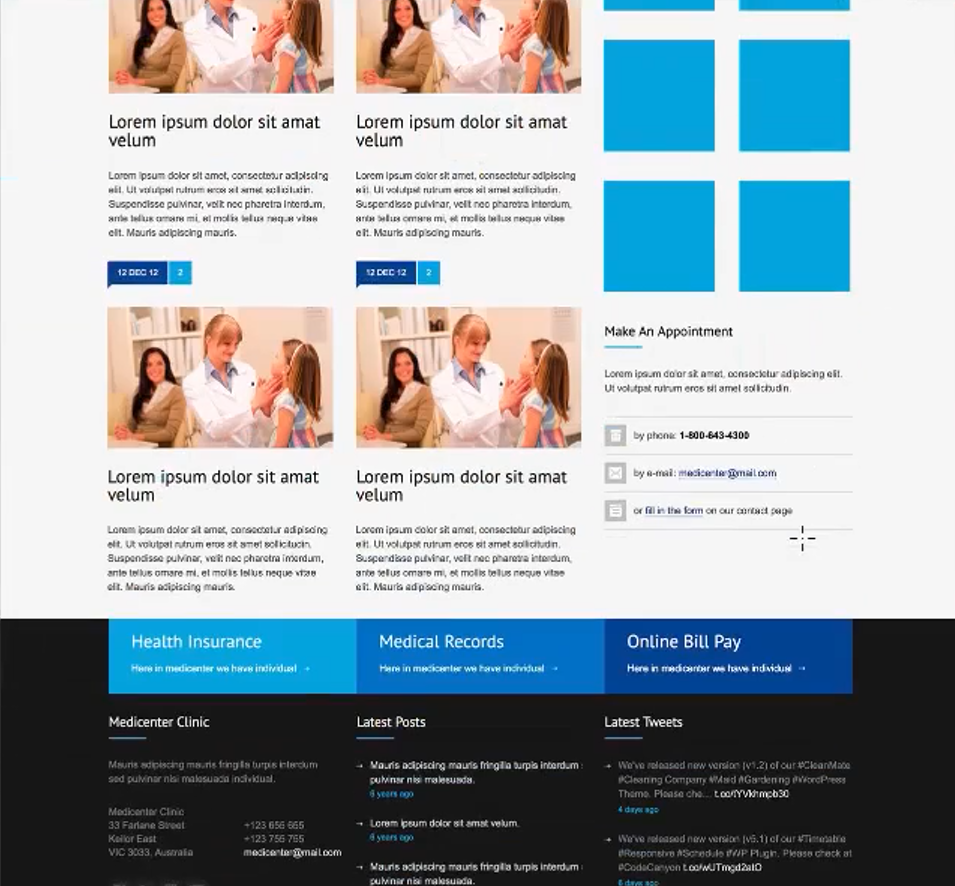 Lorem ipsum dolor sit amat
velum
Lorem ipsum dolor sit amet, consectetur adipiscing
elit. Ut volutpat rutrum eros sit amet sollicitudin.
Suspendisse pulvinar, velit nec pharetra interdum,
ante tellus ornare mi, et mollis tellus neque vitae
elit. Mauris adipiscing mauris.
12 DEC 12 2
Lorem ipsum dolor sit amat
velum
Lorem ipsum dolor sit amet, consectetur adipiscing
elit. Ut volutpat rutrum eros sit amet sollicitudin.
Suspendisse pulvinar, velit nec pharetra interdum,
ante tellus ornare mi, et mollis tellus neque vitae
elit. Mauris adipiscing mauris.
12 DEC 12 2
Lorem ipsum dolor sit amat
velum
Lorem ipsum dolor sit amet, consectetur adipiscing
elit. Ut volutpat rutrum eros sit amet sollicitudin.
Suspendisse pulvinar, velit nec pharetra interdum,
ante tellus ornare mi, et mollis tellus neque vitae
elit. Mauris adipiscing mauris.
Lorem ipsum dolor sit amat
velum
Lorem ipsum dolor sit amet, consectetur adipiscing
elit. Ut volutpat rutrum eros sit amet sollicitudin.
Suspendisse pulvinar, velit nec pharetra interdum,
ante tellus ornare mi, et mollis tellus neque vitae
elit. Mauris adipiscing mauris.
Make An Appointment
Lorem ipsum dolor sit amet, consectetur adipiscing elit.
Ut volutpat rutrum eros sit amet sollicitudin.
by phone: 1-800-643-4300
by e-mail: medicenter@mail.com
or fill in the form on our contact page
Health Insurance
Here in medicenter we have individual →
Medical Records
Here in medicenter we have individual →
Online Bill Pay
Here in medicenter we have individual →
Medicenter Clinic
Mauris adipiscing mauris fringilla turpis interdum
sed pulvinar nisi malesuada individual.
Medicenter Clinic
33 Farlane Street +123 656 665
Keilor East +123 756 765
VIC 3033, Australia medicenter@mail.com
Latest Posts
→ Mauris adipiscing mauris fringilla turpis interdum
pulvinar nisi malesuada.
6 years ago
→ Lorem ipsum dolor sit amat velum.
6 years ago
→ Mauris adipiscing mauris fringilla turpis interdum
pulvinar nisi malesuada.
Latest Tweets
→ We've released new version (v1.2) of our #CleanMate
#Cleaning Company #Maid #Gardening #WordPress
Theme. Please che...
4 days ago
→ We've released new version (v5.1) of our #Timetable
#Responsive #Schedule #WP Plugin. Please check at
#CodeCanyon t.co/wUTmgd2atO
6 days ago